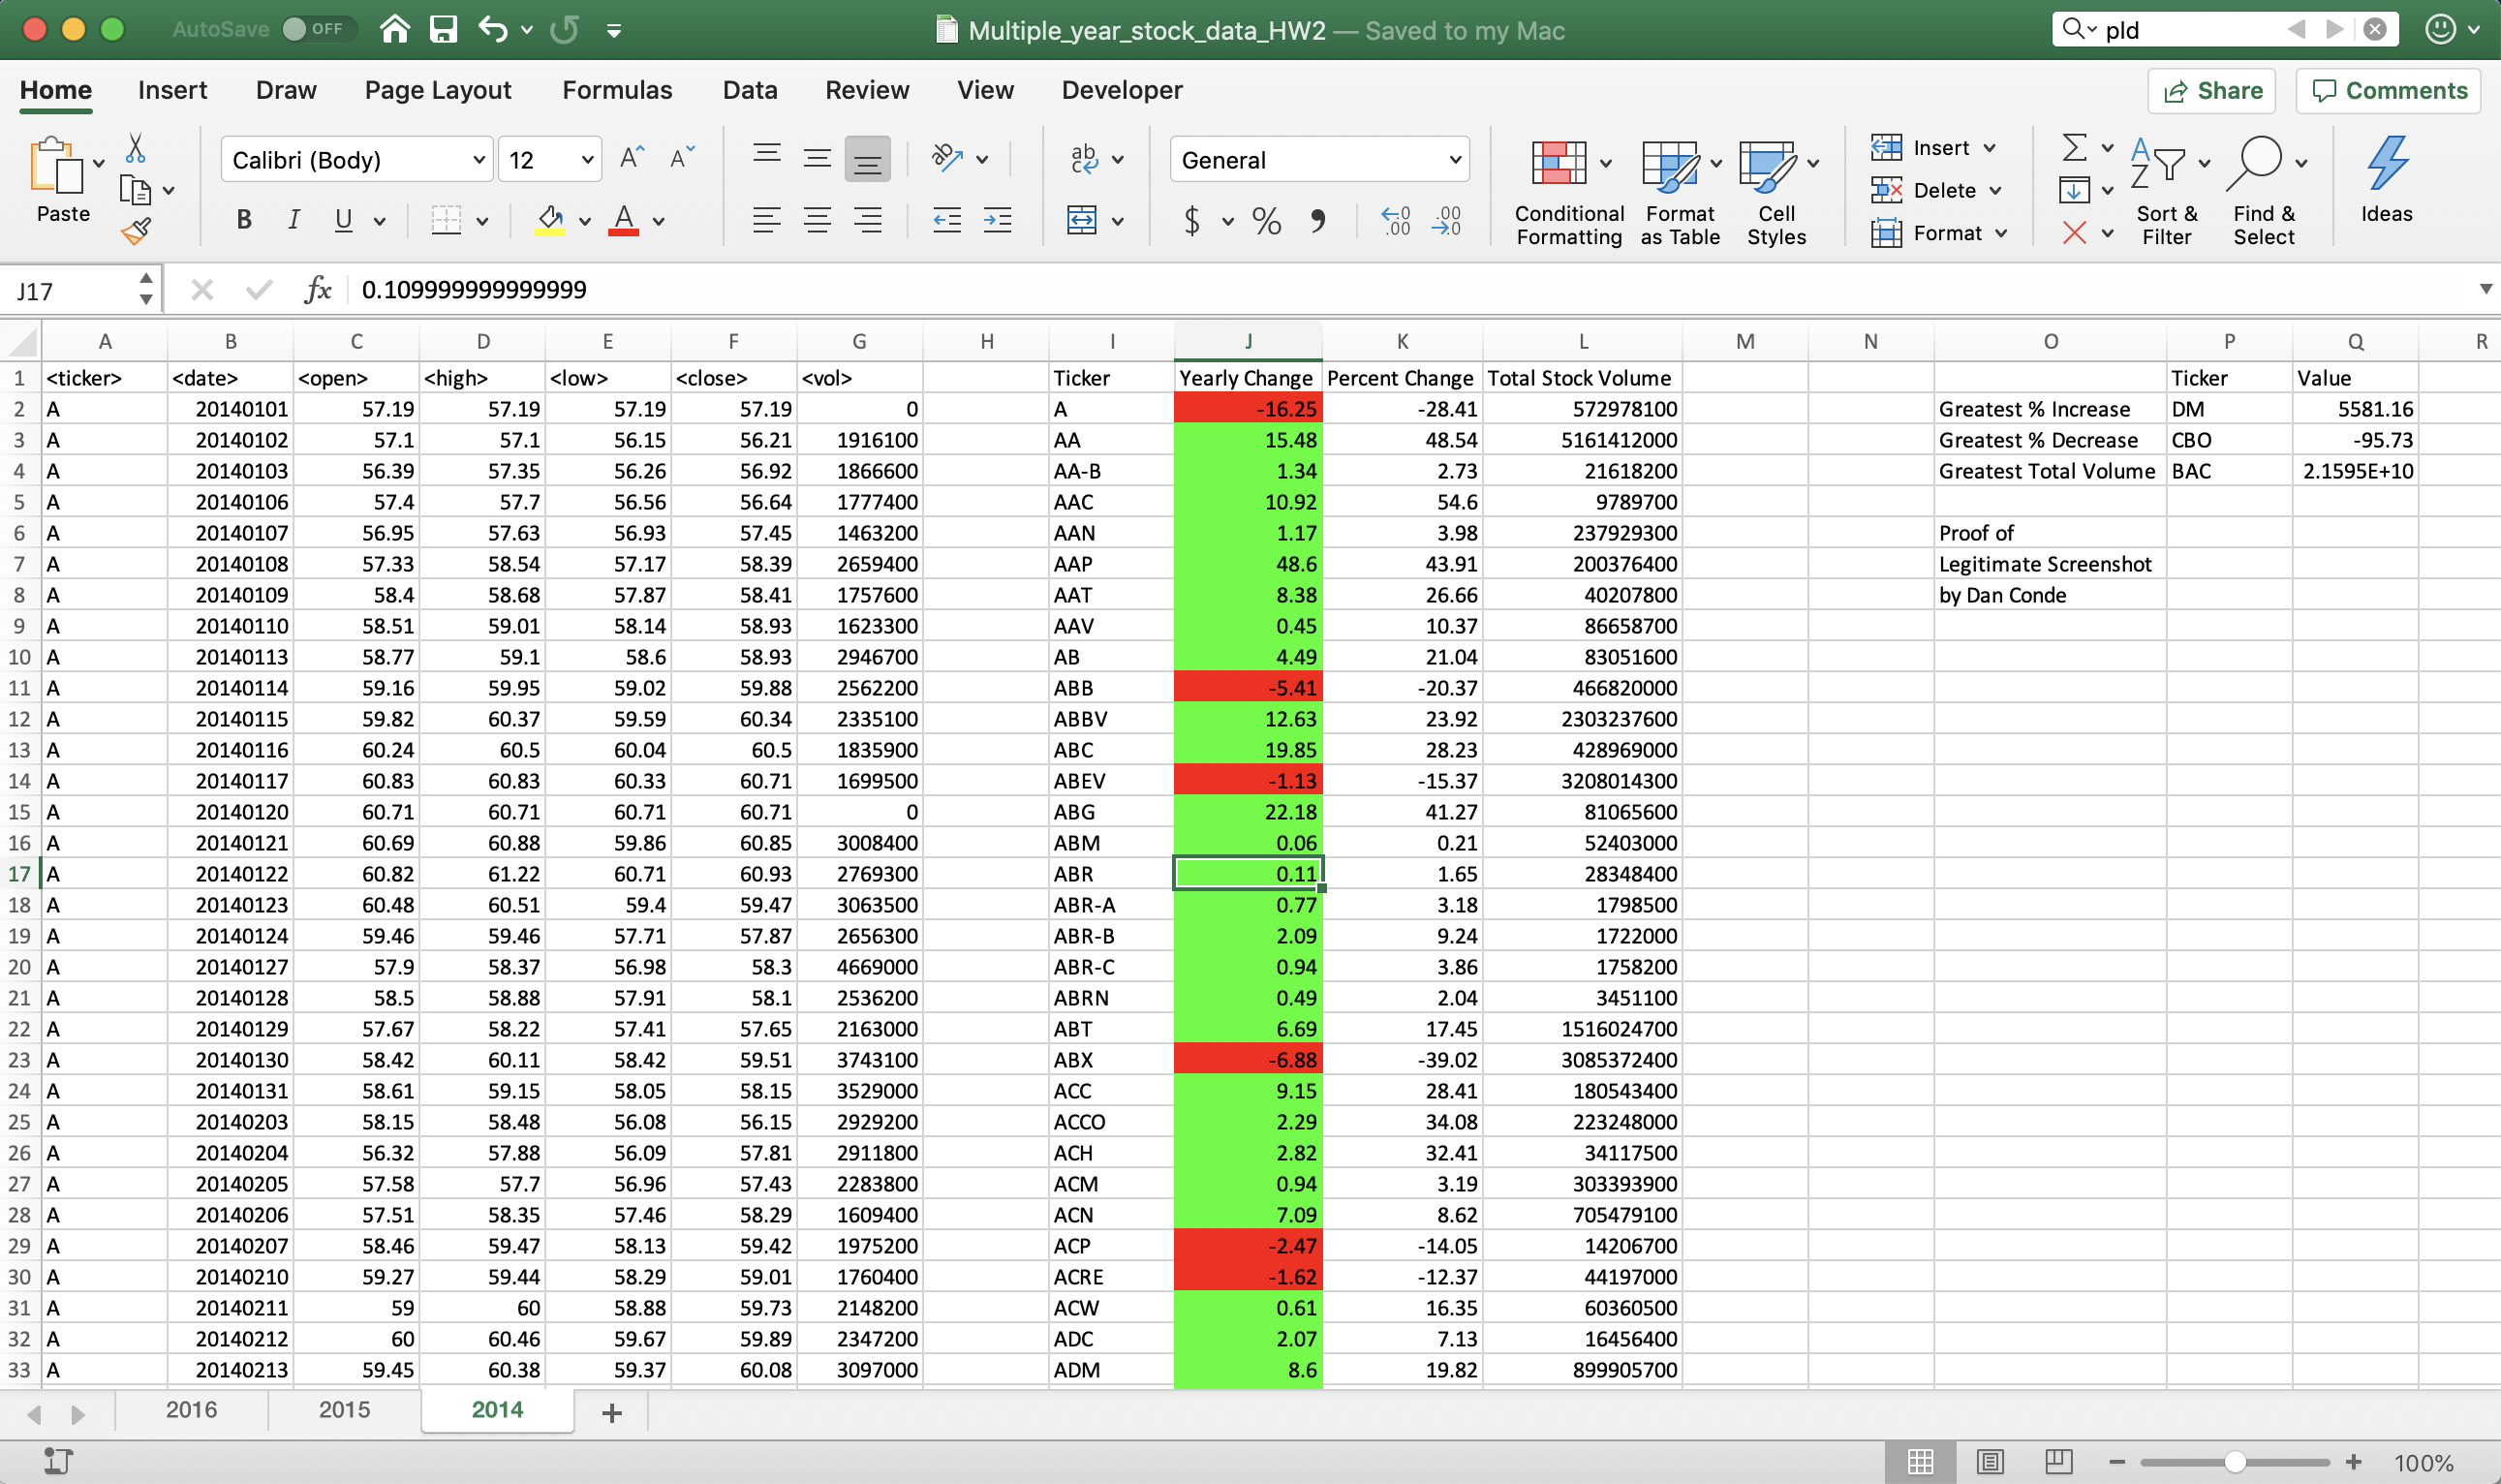 AutoSave OFF Multiple_year_stock_data_HW2 — Saved to my Mac pld
Home Insert Draw Page Layout Formulas Data Review View Developer Share Comments
Paste Calibri (Body) 12 General Conditional Formatting Format as Table Cell Styles Insert Delete Format Sort & Filter Find & Select Ideas
J17 fx 0.109999999999999
A B C D E F G H I J K L M N O P Q R
1 <ticker> <date> <open> <high> <low> <close> <vol> Ticker Yearly Change Percent Change Total Stock Volume Ticker Value
2 A 20140101 57.19 57.19 57.19 57.19 0 A -16.25 -28.41 572978100 Greatest % Increase DM 5581.16
3 A 20140102 57.1 57.1 56.15 56.21 1916100 AA 15.48 48.54 5161412000 Greatest % Decrease CBO -95.73
4 A 20140103 56.39 57.35 56.26 56.92 1866600 AA-B 1.34 2.73 21618200 Greatest Total Volume BAC 2.1595E+10
5 A 20140106 57.4 57.7 56.56 56.64 1777400 AAC 10.92 54.6 9789700
6 A 20140107 56.95 57.63 56.93 57.45 1463200 AAN 1.17 3.98 237929300 Proof of
7 A 20140108 57.33 58.54 57.17 58.39 2659400 AAP 48.6 43.91 200376400 Legitimate Screenshot
8 A 20140109 58.4 58.68 57.87 58.41 1757600 AAT 8.38 26.66 40207800 by Dan Conde
9 A 20140110 58.51 59.01 58.14 58.93 1623300 AAV 0.45 10.37 86658700
10 A 20140113 58.77 59.1 58.6 58.93 2946700 AB 4.49 21.04 83051600
11 A 20140114 59.16 59.95 59.02 59.88 2562200 ABB -5.41 -20.37 466820000
12 A 20140115 59.82 60.37 59.59 60.34 2335100 ABBV 12.63 23.92 2303237600
13 A 20140116 60.24 60.5 60.04 60.5 1835900 ABC 19.85 28.23 428969000
14 A 20140117 60.83 60.83 60.33 60.71 1699500 ABEV -1.13 -15.37 3208014300
15 A 20140120 60.71 60.71 60.71 60.71 0 ABG 22.18 41.27 81065600
16 A 20140121 60.69 60.88 59.86 60.85 3008400 ABM 0.06 0.21 52403000
17 A 20140122 60.82 61.22 60.71 60.93 2769300 ABR 0.11 1.65 28348400
18 A 20140123 60.48 60.51 59.4 59.47 3063500 ABR-A 0.77 3.18 1798500
19 A 20140124 59.46 59.46 57.71 57.87 2656300 ABR-B 2.09 9.24 1722000
20 A 20140127 57.9 58.37 56.98 58.3 4669000 ABR-C 0.94 3.86 1758200
21 A 20140128 58.5 58.88 57.91 58.1 2536200 ABRN 0.49 2.04 3451100
22 A 20140129 57.67 58.22 57.41 57.65 2163000 ABT 6.69 17.45 1516024700
23 A 20140130 58.42 60.11 58.42 59.51 3743100 ABX -6.88 -39.02 3085372400
24 A 20140131 58.61 59.15 58.05 58.15 3529000 ACC 9.15 28.41 180543400
25 A 20140203 58.15 58.48 56.08 56.15 2929200 ACCO 2.29 34.08 223248000
26 A 20140204 56.32 57.88 56.09 57.81 2911800 ACH 2.82 32.41 34117500
27 A 20140205 57.58 57.7 56.96 57.43 2283800 ACM 0.94 3.19 303393900
28 A 20140206 57.51 58.35 57.46 58.29 1609400 ACN 7.09 8.62 705479100
29 A 20140207 58.46 59.47 58.13 59.42 1975200 ACP -2.47 -14.05 14206700
30 A 20140210 59.27 59.44 58.29 59.01 1760400 ACRE -1.62 -12.37 44197000
31 A 20140211 59 60 58.88 59.73 2148200 ACW 0.61 16.35 60360500
32 A 20140212 60 60.46 59.67 59.89 2347200 ADC 2.07 7.13 16456400
33 A 20140213 59.45 60.38 59.37 60.08 3097000 ADM 8.6 19.82 899905700
2016 2015 2014 +
100%